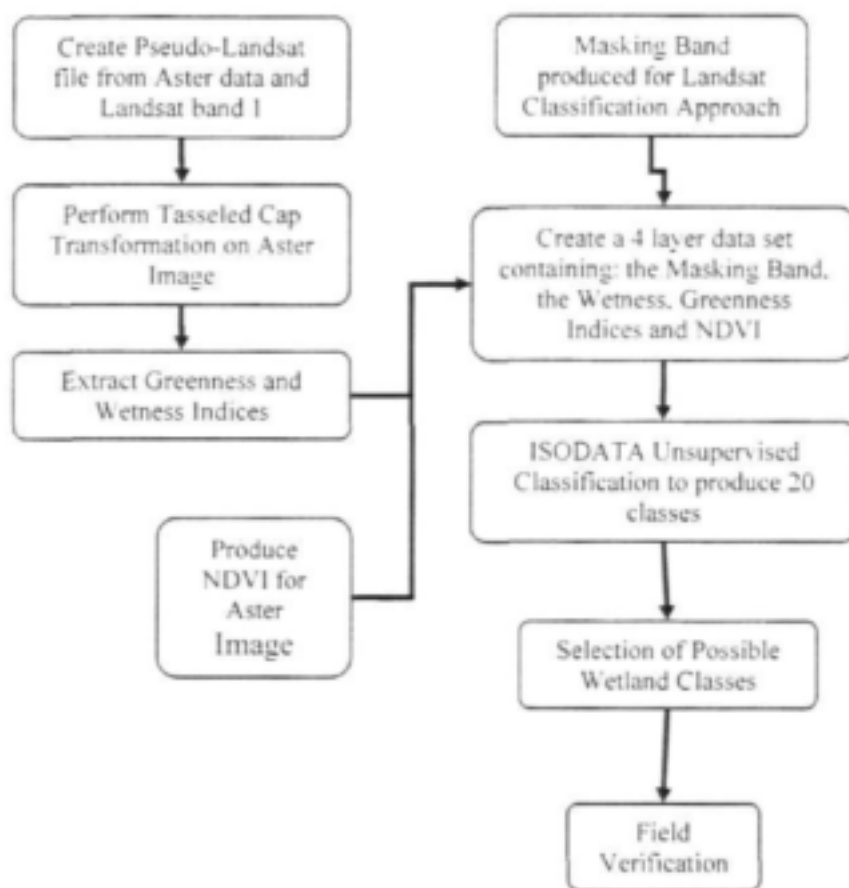 Create Pseudo-Landsat
file from Aster data and
Landsat band 1
Perform Tasseled Cap
Transformation on Aster
Image
Extract Greenness and
Wetness Indices
Produce
NDVI for
Aster
Image
Masking Band
produced for Landsat
Classification Approach
Create a 4 layer data set
containing: the Masking Band,
the Wetness, Greenness
Indices and NDVI
ISODATA Unsupervised
Classification to produce 20
classes
Selection of Possible
Wetland Classes
Field
Verification